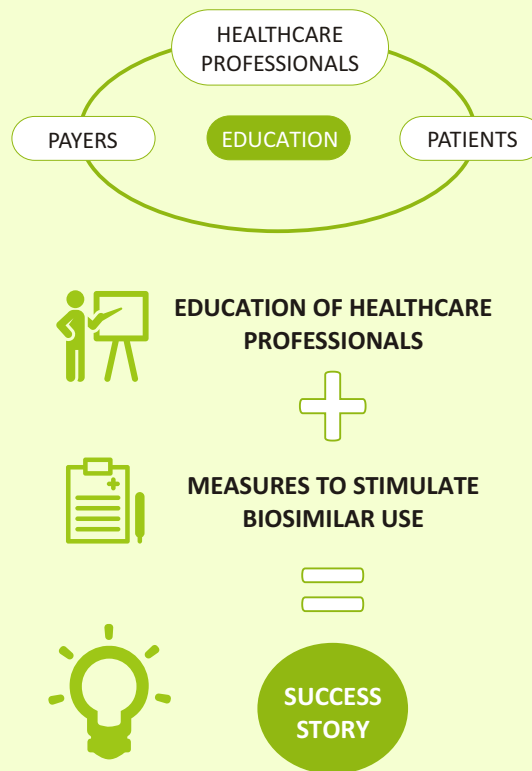 HEALTHCARE
PROFESSIONALS
PAYERS
EDUCATION
PATIENTS
EDUCATION OF HEALTHCARE
PROFESSIONALS
+
MEASURES TO STIMULATE
BIOSIMILAR USE
=
SUCCESS
STORY